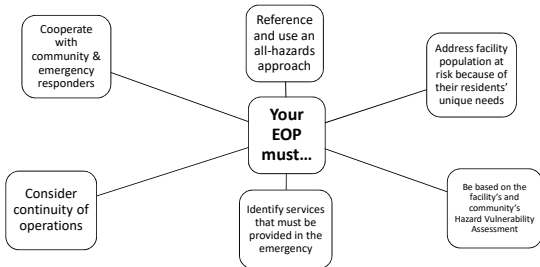 Cooperate
with
community &
emergency
responders
Reference
and use an
all-hazards
approach
Address facility
population at
risk because of
their residents'
unique needs
Your
EOP
must…
Consider
continuity of
operations
Identify services
that must be
provided in the
emergency
Be based on the
facility's and
community's
Hazard Vulnerability
Assessment